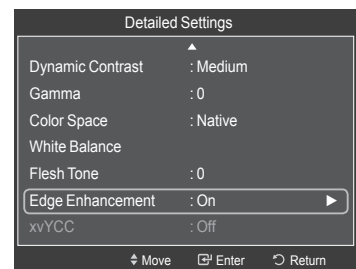 Detailed Settings
Dynamic Contrast : Medium
Gamma : 0
Color Space : Native
White Balance
Flesh Tone : 0
Edge Enhancement : On
xvYCC : Off
Move Enter Return